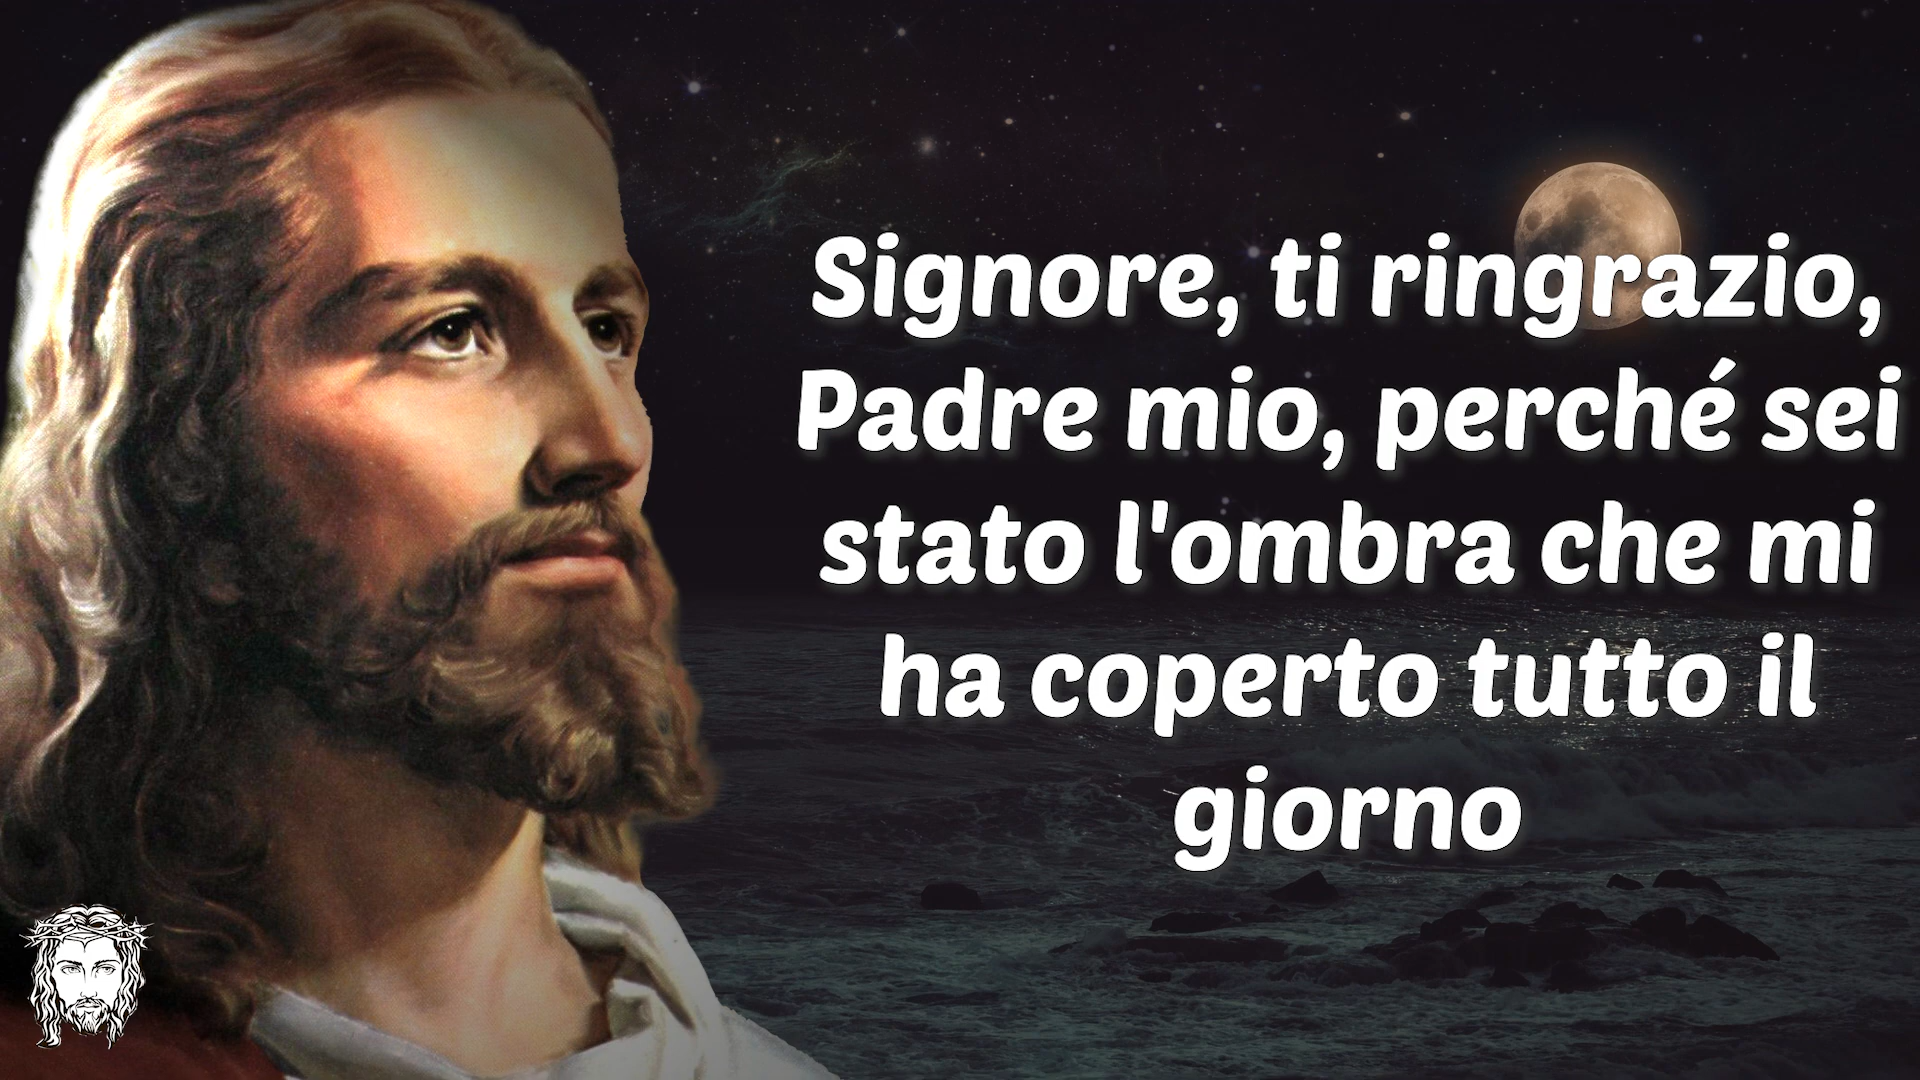 Signore, ti ringrazio,
Padre mio, perché sei
stato l'ombra che mi
ha coperto tutto il
giorno